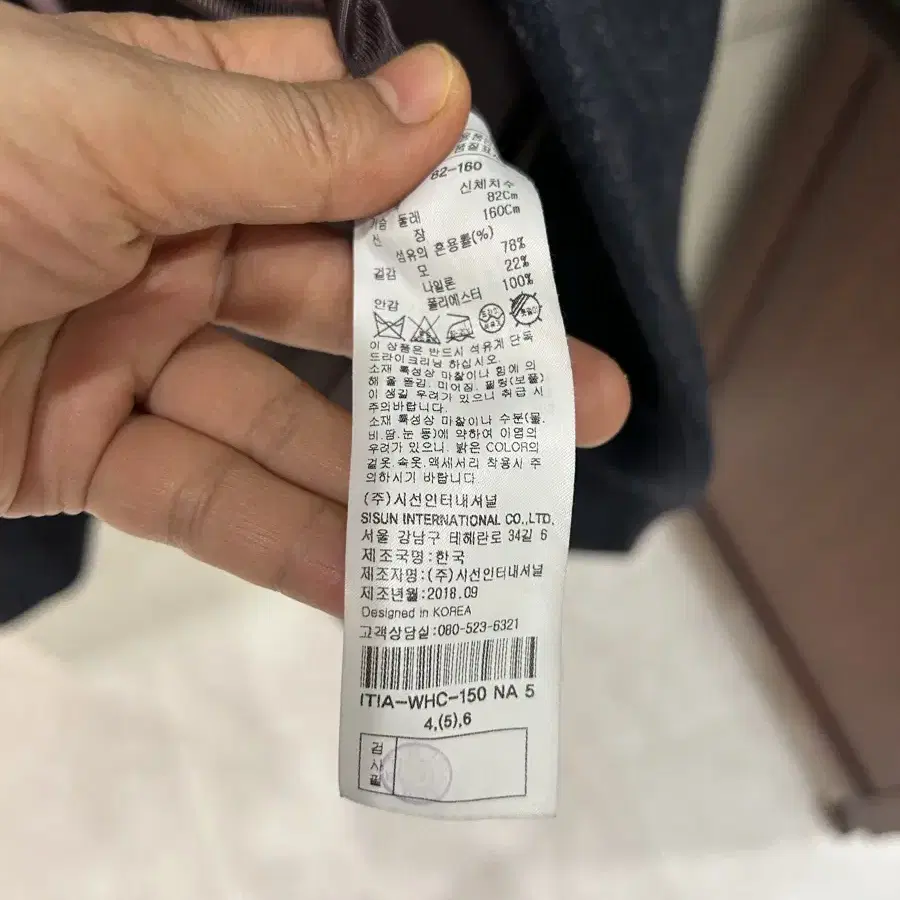 품질표시
82-160
신체치수
가슴 둘레 82Cm
신 장 160Cm
섬유의 혼용률(%)
겉감 모 78%
나일론 22%
안감 폴리에스터 100%
이 상품은 반드시 석유계 단독
드라이크리닝 하십시오.
소재 특성상 마찰이나 힘에 의
해 올 뜯김, 미어짐, 필링(보풀)
이 생길 우려가 있으니 취급 시
주의바랍니다.
소재 특성상 마찰이나 수분(물,
비,땀,눈 등)에 약하여 이염의
우려가 있으니, 밝은 COLOR의
겉옷,속옷,액세서리 착용시 주
의하시기 바랍니다.
(주)시선인터내셔널
SISUN INTERNATIONAL CO.,LTD.
서울 강남구 테헤란로 34길 6
제조국명:한국
제조자명:(주)시선인터내셔널
제조년월:2018.09
Designed in KOREA
고객상담실:080-523-6321
ITIA-WHC-150 NA 5
4,(5),6
검사필